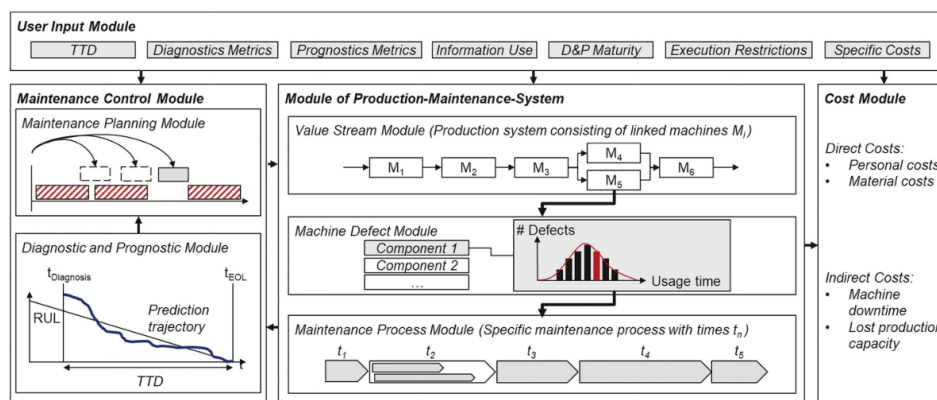 User Input Module
TTD
Diagnostics Metrics
Prognostics Metrics
Information Use
D&P Maturity
Execution Restrictions
Specific Costs
Maintenance Control Module
Maintenance Planning Module
Diagnostic and Prognostic Module
tDiagnosis
tEOL
RUL
Prediction
trajectory
t
TTD
Module of Production-Maintenance-System
Value Stream Module (Production system consisting of linked machines Mi)
M1
M2
M3
M4
M5
M6
Machine Defect Module
Component 1
Component 2
…
# Defects
Usage time
Maintenance Process Module (Specific maintenance process with times tn)
t1
t2
t3
t4
t5
Cost Module
Direct Costs:
• Personal costs
• Material costs
Indirect Costs:
• Machine
downtime
• Lost production
capacity